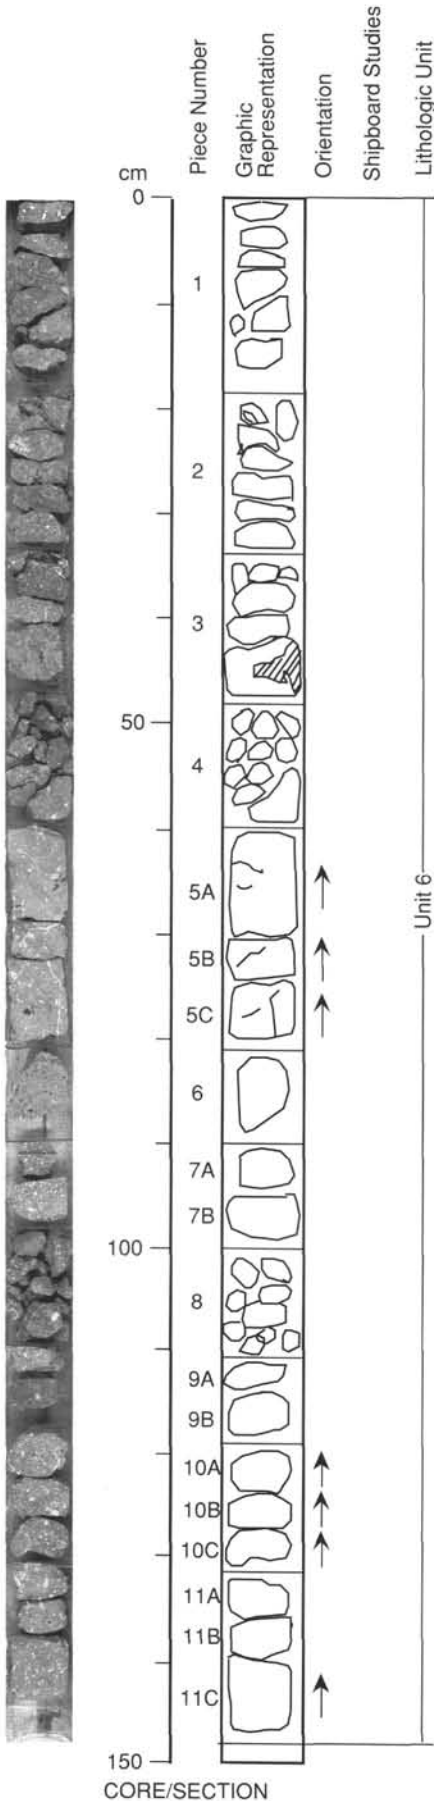 Piece Number
Graphic
Representation
Orientation
Shipboard Studies
Lithologic Unit
cm
0
1
2
3
50
4
5A
Unit 6
5B
5C
6
7A
7B
100
8
9A
9B
10A
10B
10C
11A
11B
11C
150
CORE/SECTION